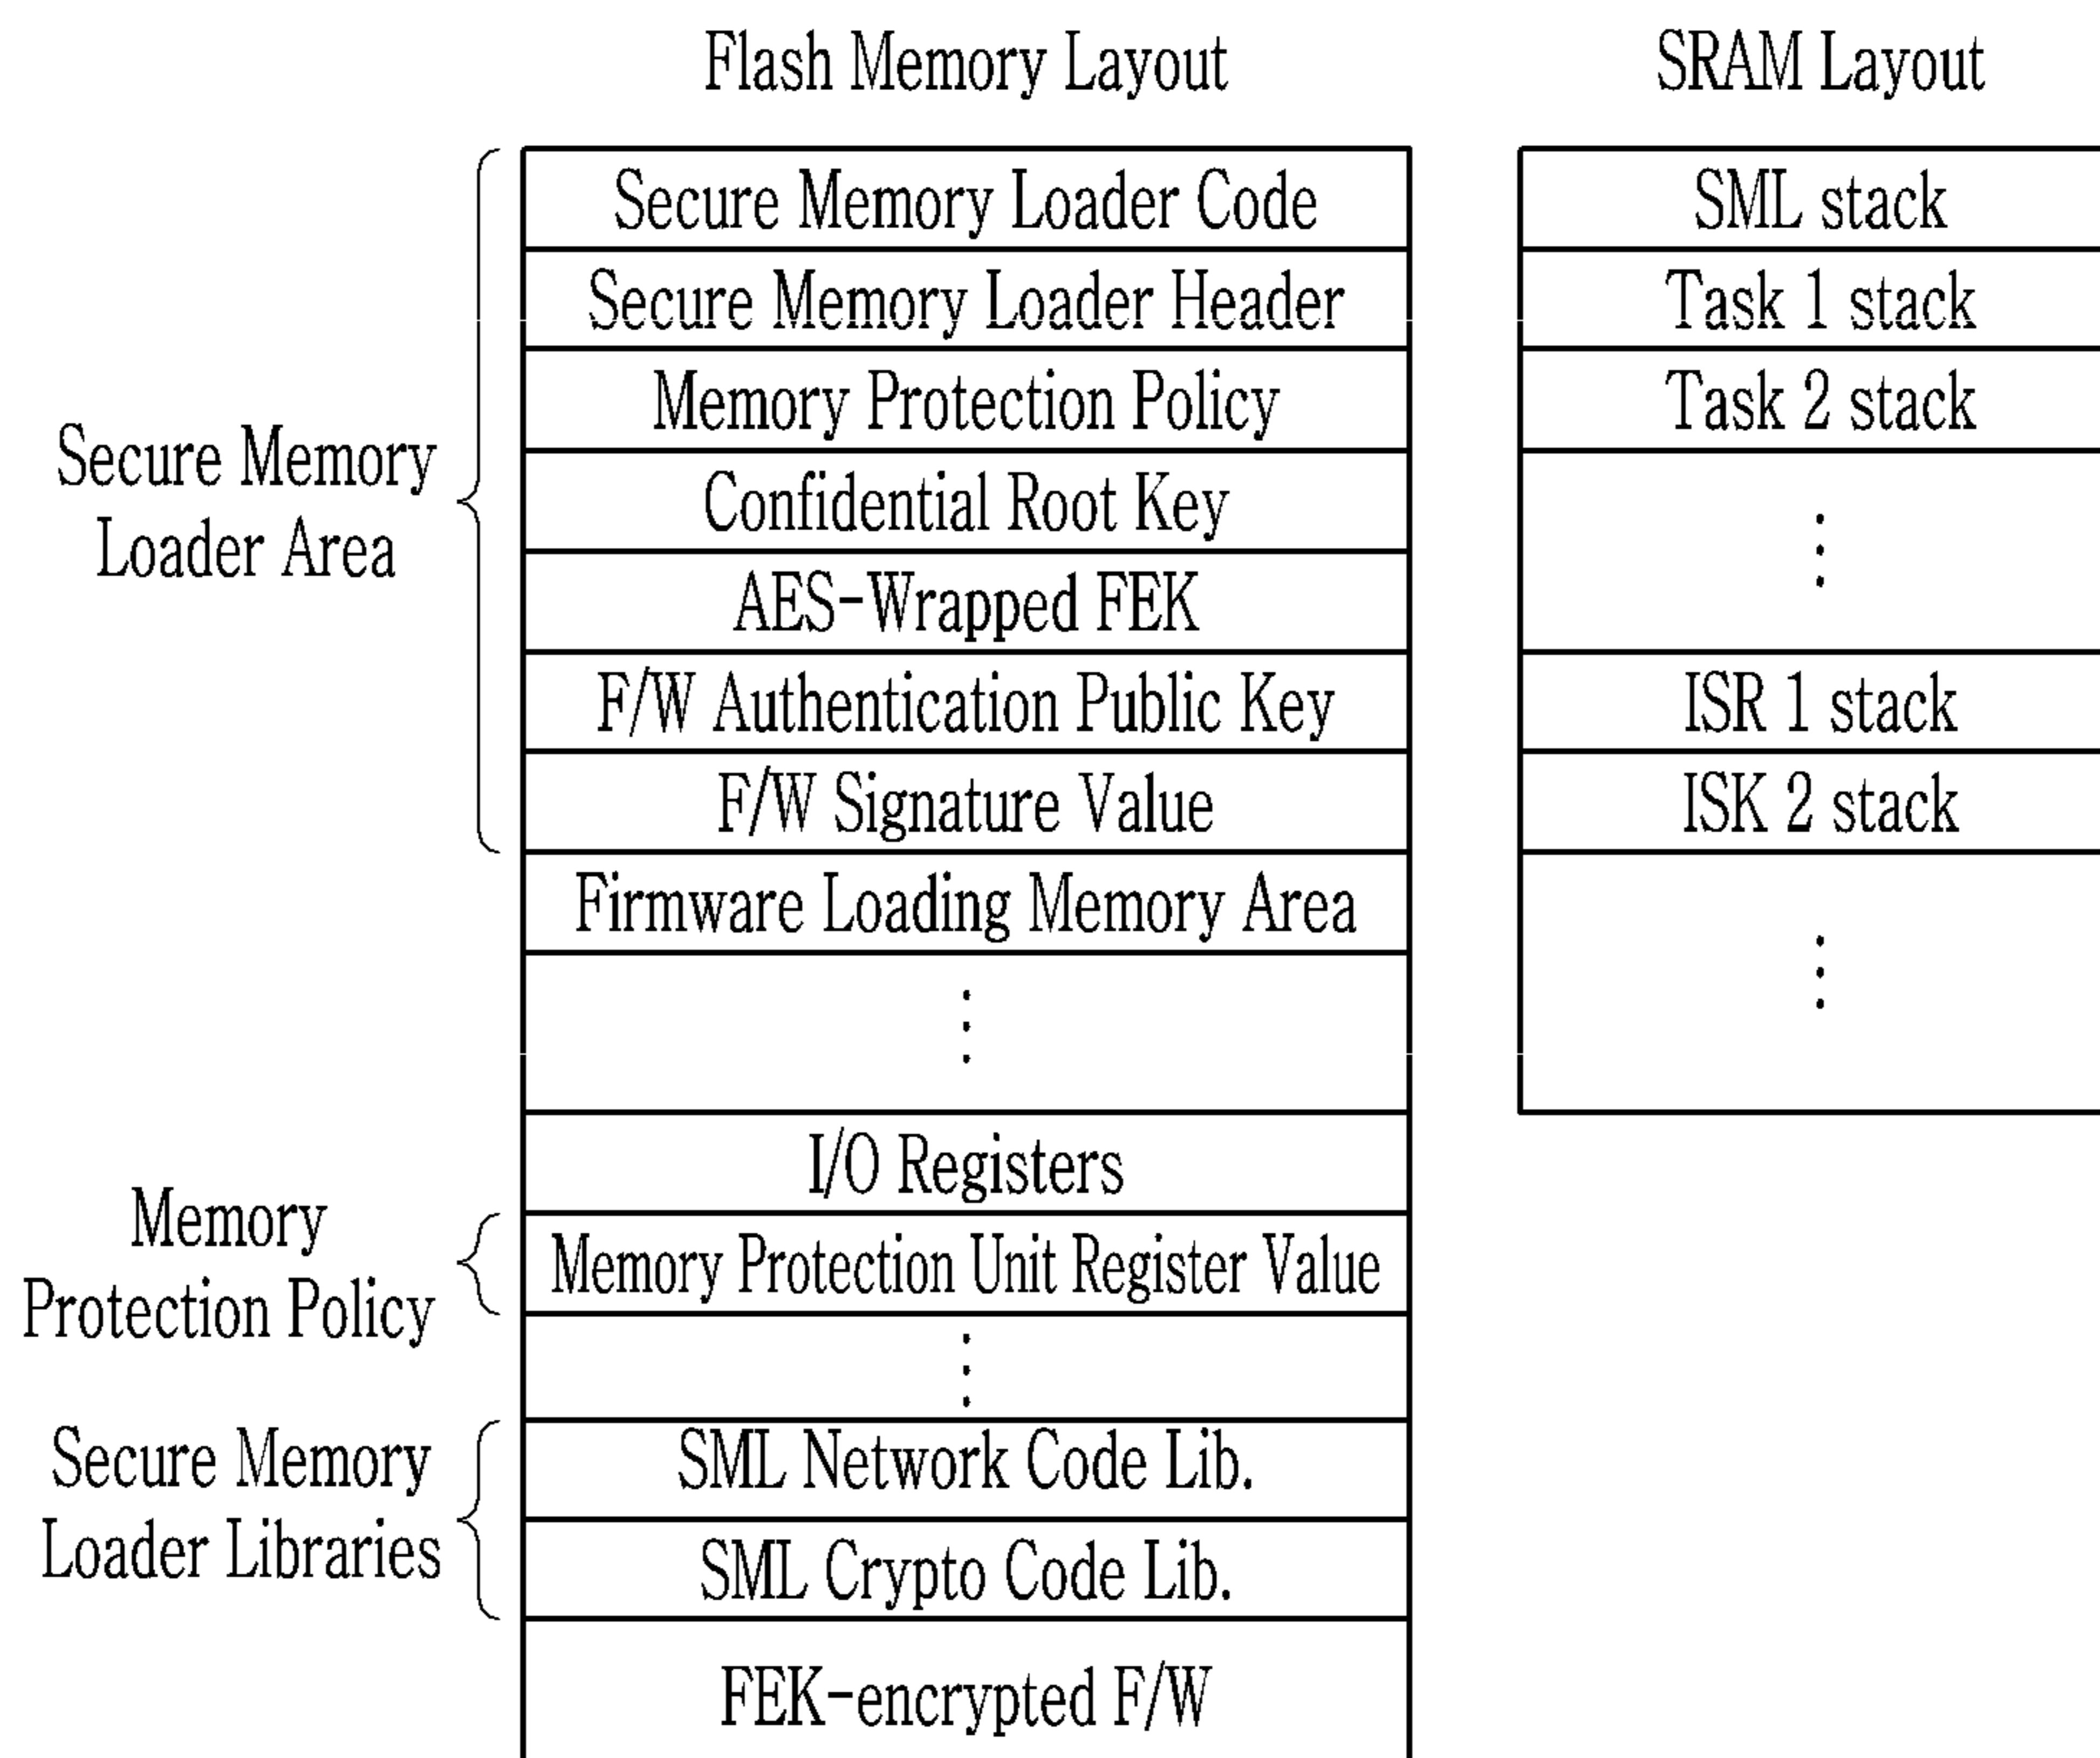 Flash Memory Layout
SRAM Layout
Secure Memory
Loader Area
Secure Memory Loader Code
Secure Memory Loader Header
Memory Protection Policy
Confidential Root Key
AES-Wrapped FEK
F/W Authentication Public Key
F/W Signature Value
Firmware Loading Memory Area
I/O Registers
Memory
Protection Policy
Memory Protection Unit Register Value
Secure Memory
Loader Libraries
SML Network Code Lib.
SML Crypto Code Lib.
FEK-encrypted F/W
SML stack
Task 1 stack
Task 2 stack
ISR 1 stack
ISK 2 stack